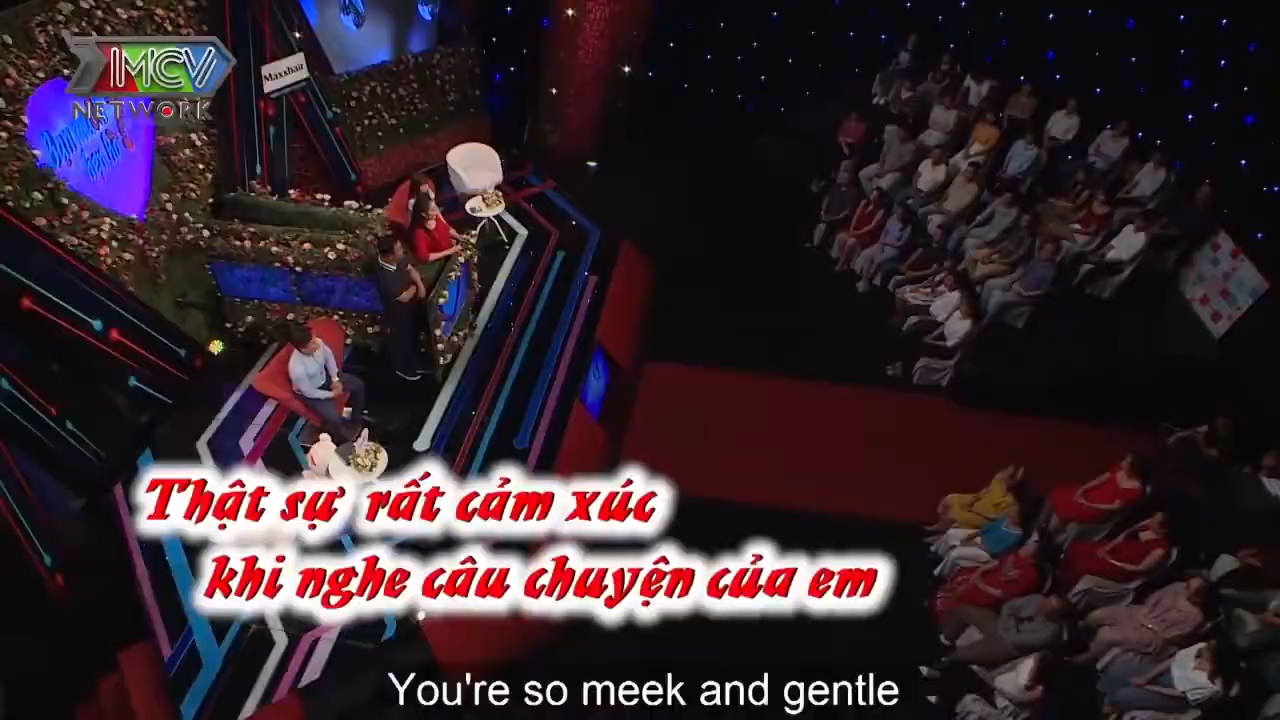 MCV
NETWORK
Maxxhair
Thật sự rất cảm xúc
khi nghe câu chuyện của em
You're so meek and gentle